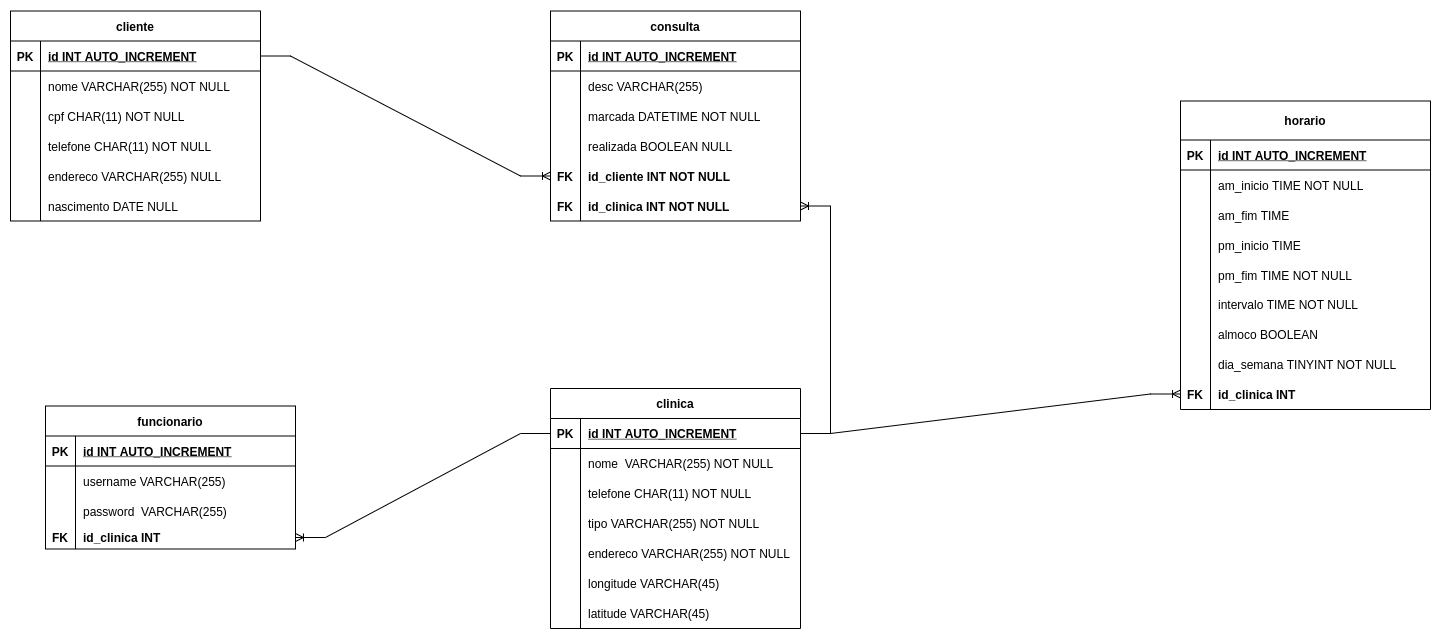 cliente
PK id INT AUTO_INCREMENT
nome VARCHAR(255) NOT NULL
cpf CHAR(11) NOT NULL
telefone CHAR(11) NOT NULL
endereco VARCHAR(255) NULL
nascimento DATE NULL
consulta
PK id INT AUTO_INCREMENT
desc VARCHAR(255)
marcada DATETIME NOT NULL
realizada BOOLEAN NULL
FK id_cliente INT NOT NULL
FK id_clinica INT NOT NULL
horario
PK id INT AUTO_INCREMENT
am_inicio TIME NOT NULL
am_fim TIME
pm_inicio TIME
pm_fim TIME NOT NULL
intervalo TIME NOT NULL
almoco BOOLEAN
dia_semana TINYINT NOT NULL
FK id_clinica INT
funcionario
PK id INT AUTO_INCREMENT
username VARCHAR(255)
password  VARCHAR(255)
FK id_clinica INT
clinica
PK id INT AUTO_INCREMENT
nome  VARCHAR(255) NOT NULL
telefone CHAR(11) NOT NULL
tipo VARCHAR(255) NOT NULL
endereco VARCHAR(255) NOT NULL
longitude VARCHAR(45)
latitude VARCHAR(45)